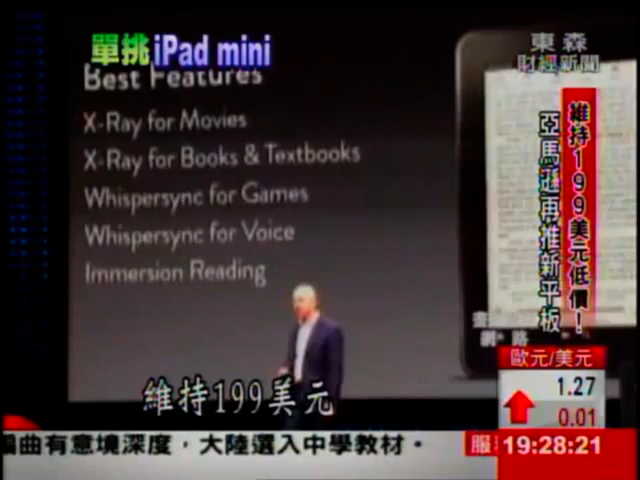 單挑iPad mini
東森
財經新聞
Best Features
X-Ray for Movies
X-Ray for Books & Textbooks
Whispersync for Games
Whispersync for Voice
Immersion Reading
維持199美元低價！
亞馬遜再推新平板
網路
歐元/美元
1.27
0.01
維持199美元
曲有意境深度，大陸選入中學教材。
服
19:28:21